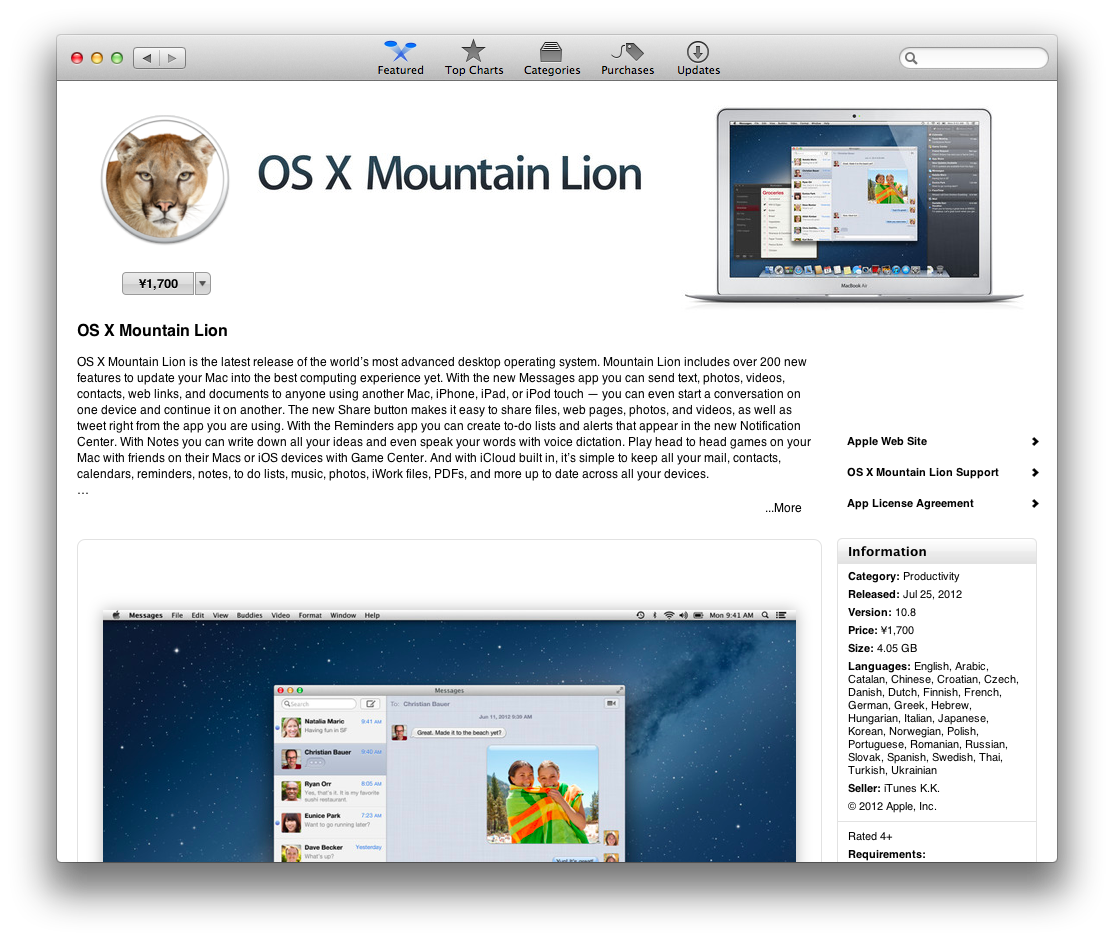 Featured
Top Charts
Categories
Purchases
Updates
OS X Mountain Lion
MacBook Air
¥1,700
OS X Mountain Lion
OS X Mountain Lion is the latest release of the world’s most advanced desktop operating system. Mountain Lion includes over 200 new
features to update your Mac into the best computing experience yet. With the new Messages app you can send text, photos, videos,
contacts, web links, and documents to anyone using another Mac, iPhone, iPad, or iPod touch — you can even start a conversation on
one device and continue it on another. The new Share button makes it easy to share files, web pages, photos, and videos, as well as
tweet right from the app you are using. With the Reminders app you can create to-do lists and alerts that appear in the new Notification
Center. With Notes you can write down all your ideas and even speak your words with voice dictation. Play head to head games on your
Mac with friends on their Macs or iOS devices with Game Center. And with iCloud built in, it’s simple to keep all your mail, contacts,
calendars, reminders, notes, to do lists, music, photos, iWork files, PDFs, and more up to date across all your devices.
…
...More
Apple Web Site
OS X Mountain Lion Support
App License Agreement
Messages File Edit View Buddies Video Format Window Help
Mon 9:41 AM
Messages
Search
To: Christian Bauer
Jun 11, 2012 9:39 AM
Natalia Maric 9:41 AM
Having fun in SF
Great. Made it to the beach yet?
Christian Bauer 9:40 AM
Ryan Orr 8:05 AM
Yes, that's it. It is my favorite
sushi restaurant.
Eunice Park 7:23 AM
Want to go running later?
Dave Becker Yesterday
What's up?
Yup! It's great!
Information
Category: Productivity
Released: Jul 25, 2012
Version: 10.8
Price: ¥1,700
Size: 4.05 GB
Languages: English, Arabic,
Catalan, Chinese, Croatian, Czech,
Danish, Dutch, Finnish, French,
German, Greek, Hebrew,
Hungarian, Italian, Japanese,
Korean, Norwegian, Polish,
Portuguese, Romanian, Russian,
Slovak, Spanish, Swedish, Thai,
Turkish, Ukrainian
Seller: iTunes K.K.
© 2012 Apple, Inc.
Rated 4+
Requirements: